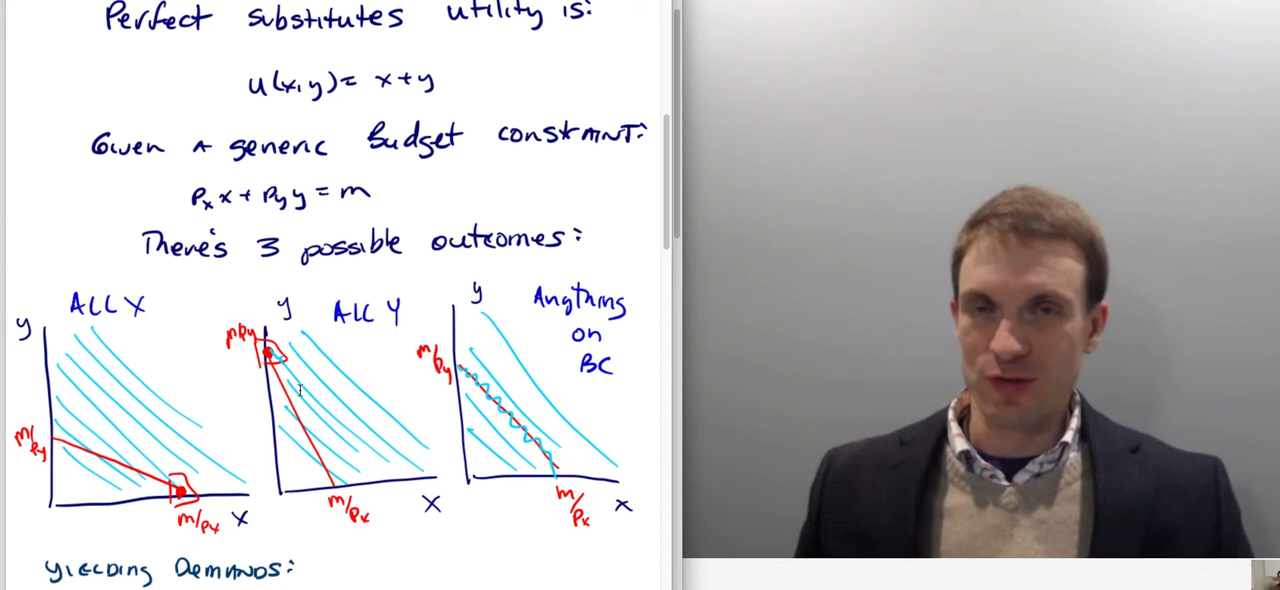 Perfect substitutes utility is:
u(x,y) = x+y
Given A generic Budget constraint:
Pₓx + Pyy = m
There's 3 possible outcomes:
ALL X
y
m/Py
m/Px
X
ALL Y
y
m/Py
m/Px
X
Anything
on
BC
y
m/Py
m/Px
X
Yielding Demands: